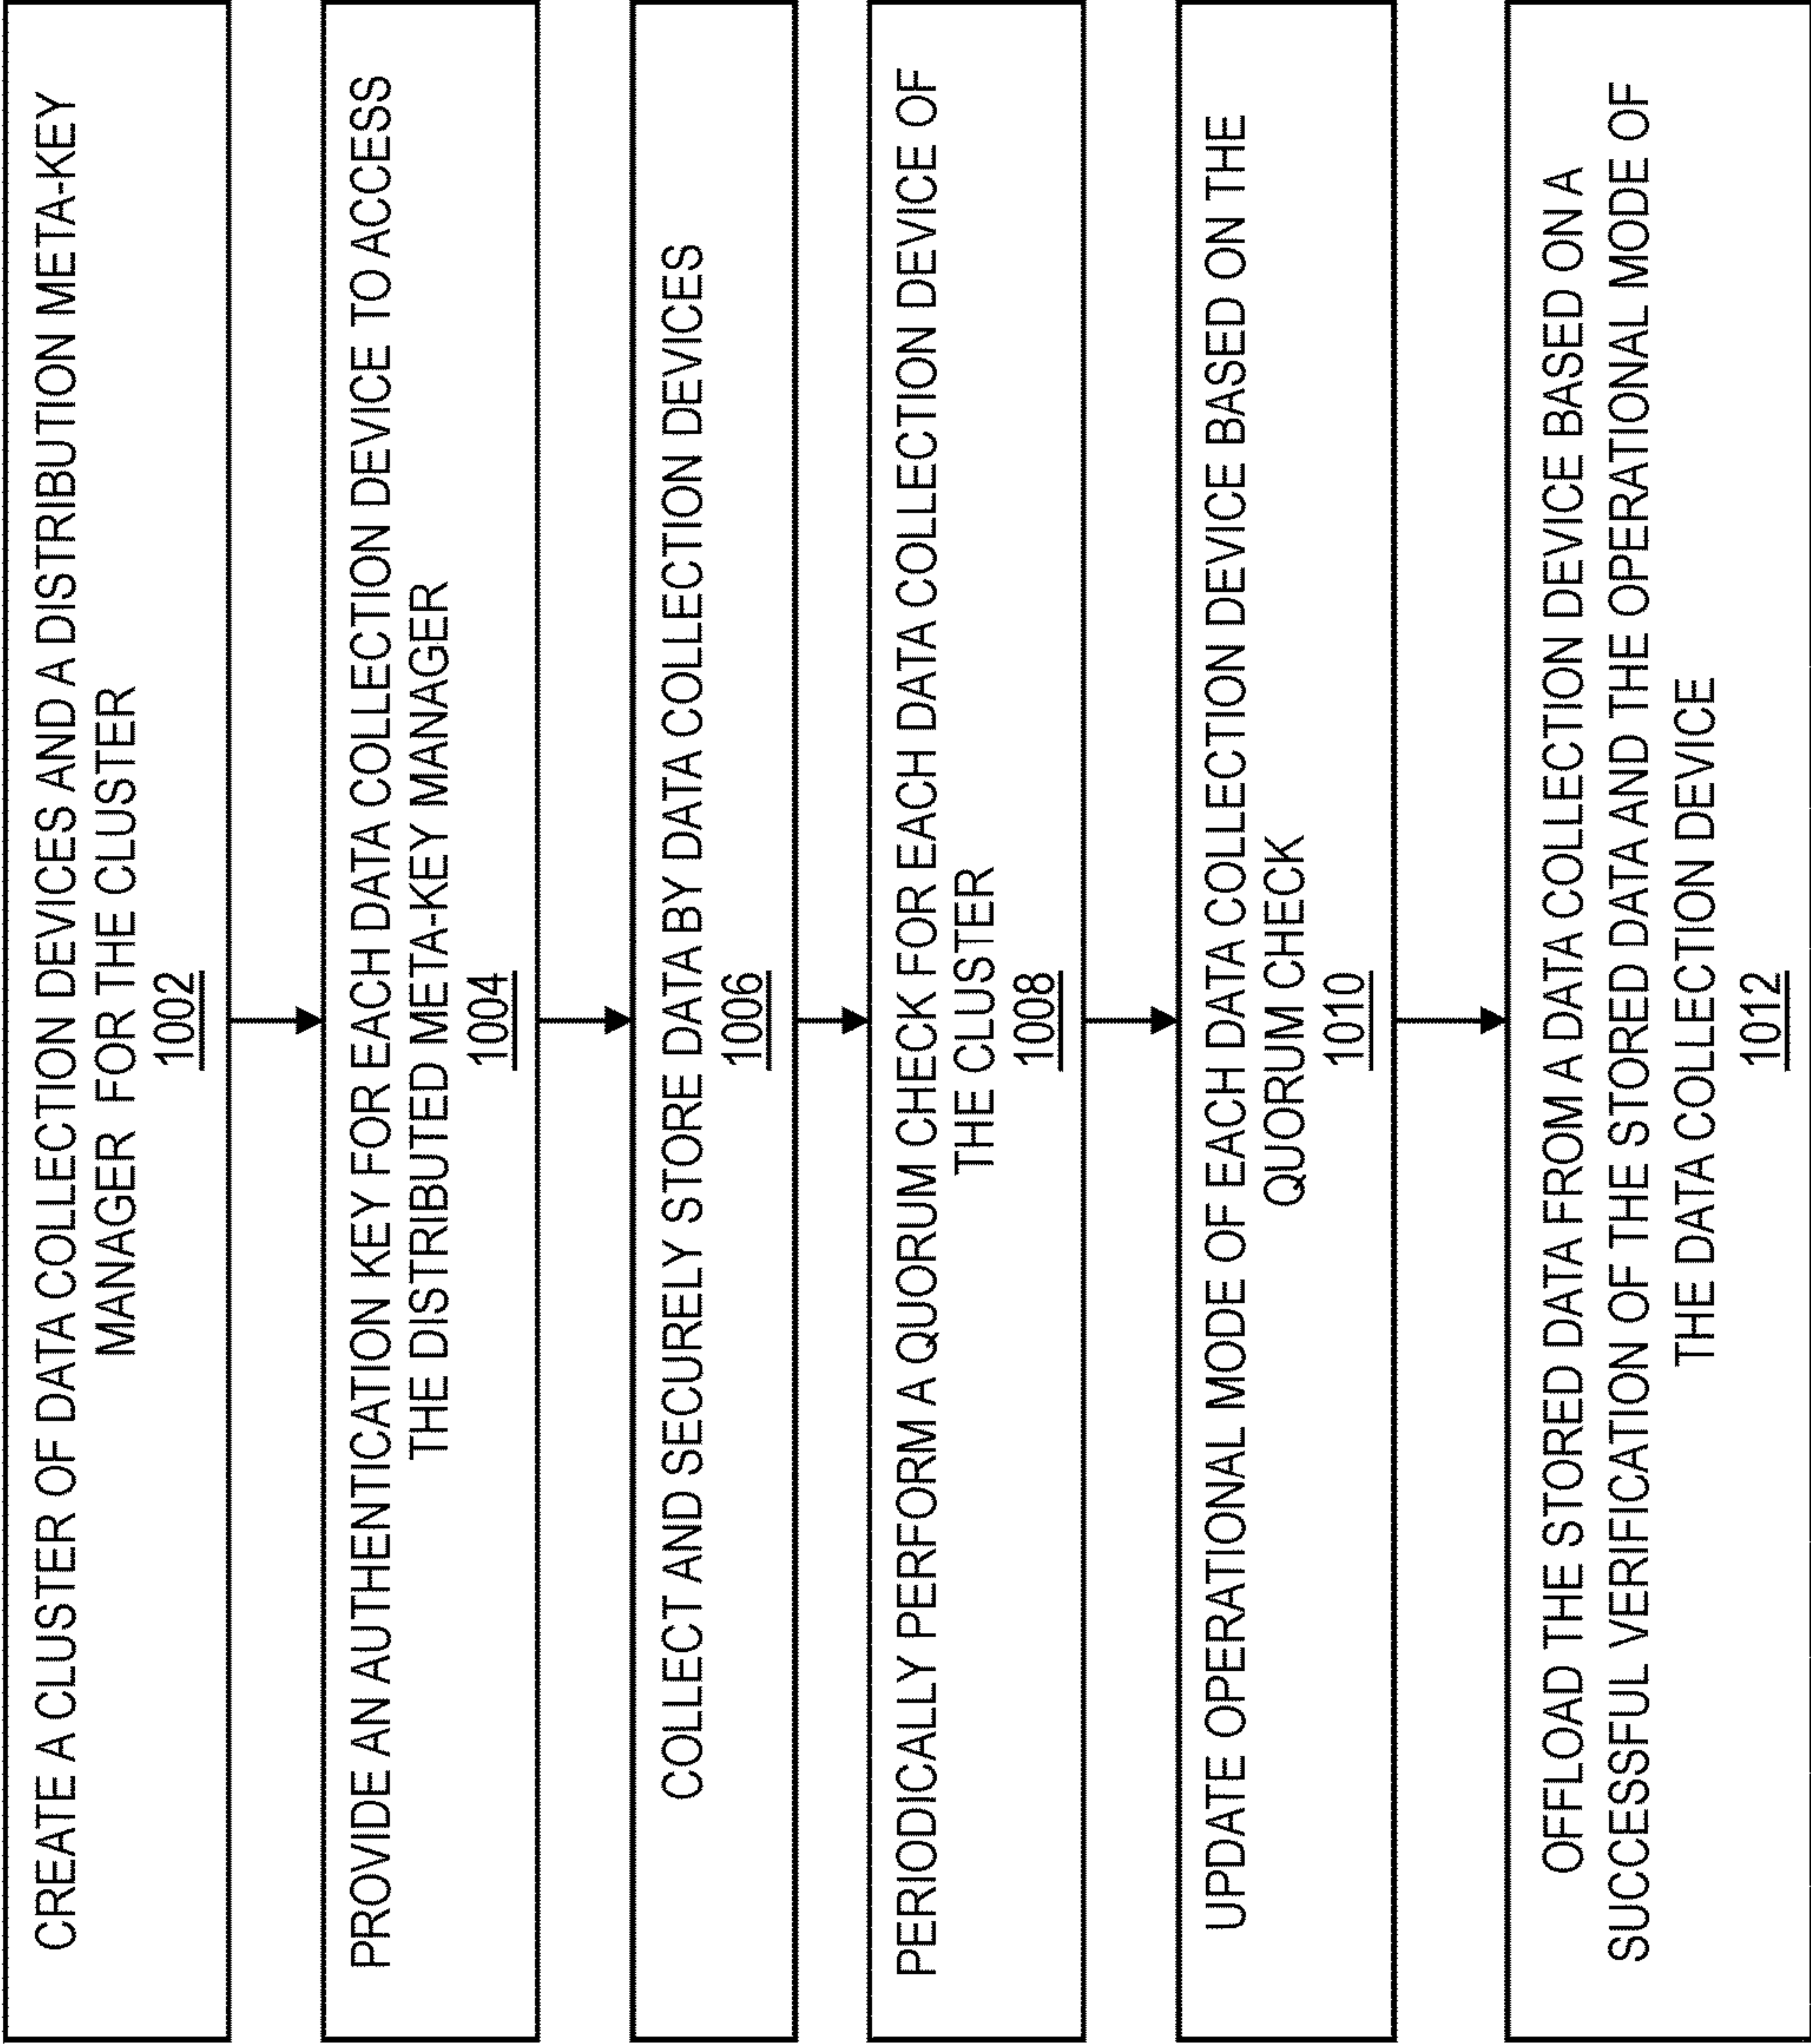 CREATE A CLUSTER OF DATA COLLECTION DEVICES AND A DISTRIBUTION META-KEY
MANAGER FOR THE CLUSTER
1002
PROVIDE AN AUTHENTICATION KEY FOR EACH DATA COLLECTION DEVICE TO ACCESS
THE DISTRIBUTED META-KEY MANAGER
1004
COLLECT AND SECURELY STORE DATA BY DATA COLLECTION DEVICES
1006
PERIODICALLY PERFORM A QUORUM CHECK FOR EACH DATA COLLECTION DEVICE OF
THE CLUSTER
1008
UPDATE OPERATIONAL MODE OF EACH DATA COLLECTION DEVICE BASED ON THE
QUORUM CHECK
1010
OFFLOAD THE STORED DATA FROM A DATA COLLECTION DEVICE BASED ON A
SUCCESSFUL VERIFICATION OF THE STORED DATA AND THE OPERATIONAL MODE OF
THE DATA COLLECTION DEVICE
1012